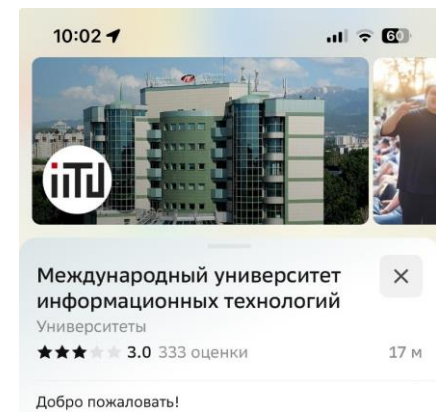 10:02
60
iiTU
Международный университет
информационных технологий
Университеты
3.0 333 оценки
17 м
Добро пожаловать!